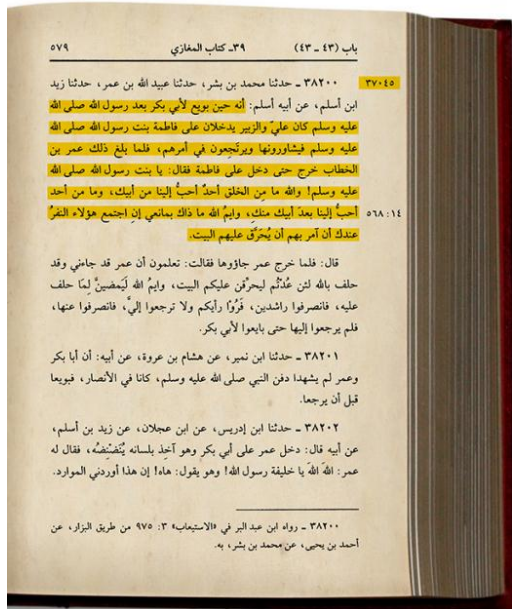 باب (٤٣ ـ ٤٣) ٣٩ـ كتاب المغازي ٥٧٩
٣٧٠٤٥ ٣٨٢٠٠ ـ حدثنا محمد بن بشر، حدثنا عبيد الله بن عمر، حدثنا زيد
ابن أسلم، عن أبيه أسلم: أنه حين بويع لأبي بكر بعد رسول الله صلى الله
عليه وسلم كان عليّ والزبير يدخلان على فاطمة بنت رسول الله صلى الله
عليه وسلم فيشاورونها ويرتَجِعون في أمرهم، فلما بلغ ذلك عمر بن
الخطاب خرج حتى دخل على فاطمة فقال: يا بنت رسول الله صلى الله
عليه وسلم! والله ما مِن الخلق أحدٌ أحبُّ إلينا من أبيك، وما من أحد
١٤: ٥٦٨ أحبُّ إلينا بعدَ أبيك منكِ، وايمُ الله ما ذاك بمانعي إن اجتمع هؤلاء النفرُ
عندك أن آمر بهم أن يُحَرَّق عليهم البيت.
قال: فلما خرج عمر جاؤوها فقالت: تعلمون أن عمر قد جاءني وقد
حلف بالله لئن عُدْتُم ليحرِّقن عليكم البيت، وايمُ الله لَيَمضينَّ لِمَا حلف
عليه، فانصرفوا راشدين، فَرُوْا رأيكم ولا ترجعوا إليَّ، فانصرفوا عنها،
فلم يرجعوا إليها حتى بايعوا لأبي بكر.
٣٨٢٠١ ـ حدثنا ابن نمير، عن هشام بن عروة، عن أبيه: أن أبا بكر
وعمر لم يشهدا دفن النبي صلى الله عليه وسلم، كانا في الأنصار، فبويعا
قبل أن يرجعا.
٣٨٢٠٢ ـ حدثنا ابن إدريس، عن ابن عجلان، عن زيد بن أسلم،
عن أبيه قال: دخل عمر على أبي بكر وهو آخِذ بلسانه يُنَضْنِضُه، فقال له
عمر: اللهَ اللهَ يا خليفة رسول الله! وهو يقول: هاه! إن هذا أوردني الموارد.
٣٨٢٠٠ ـ رواه ابن عبد البر في «الاستيعاب» ٣: ٩٧٥ من طريق البزار، عن
أحمد بن يحيى، عن محمد بن بشر، به.